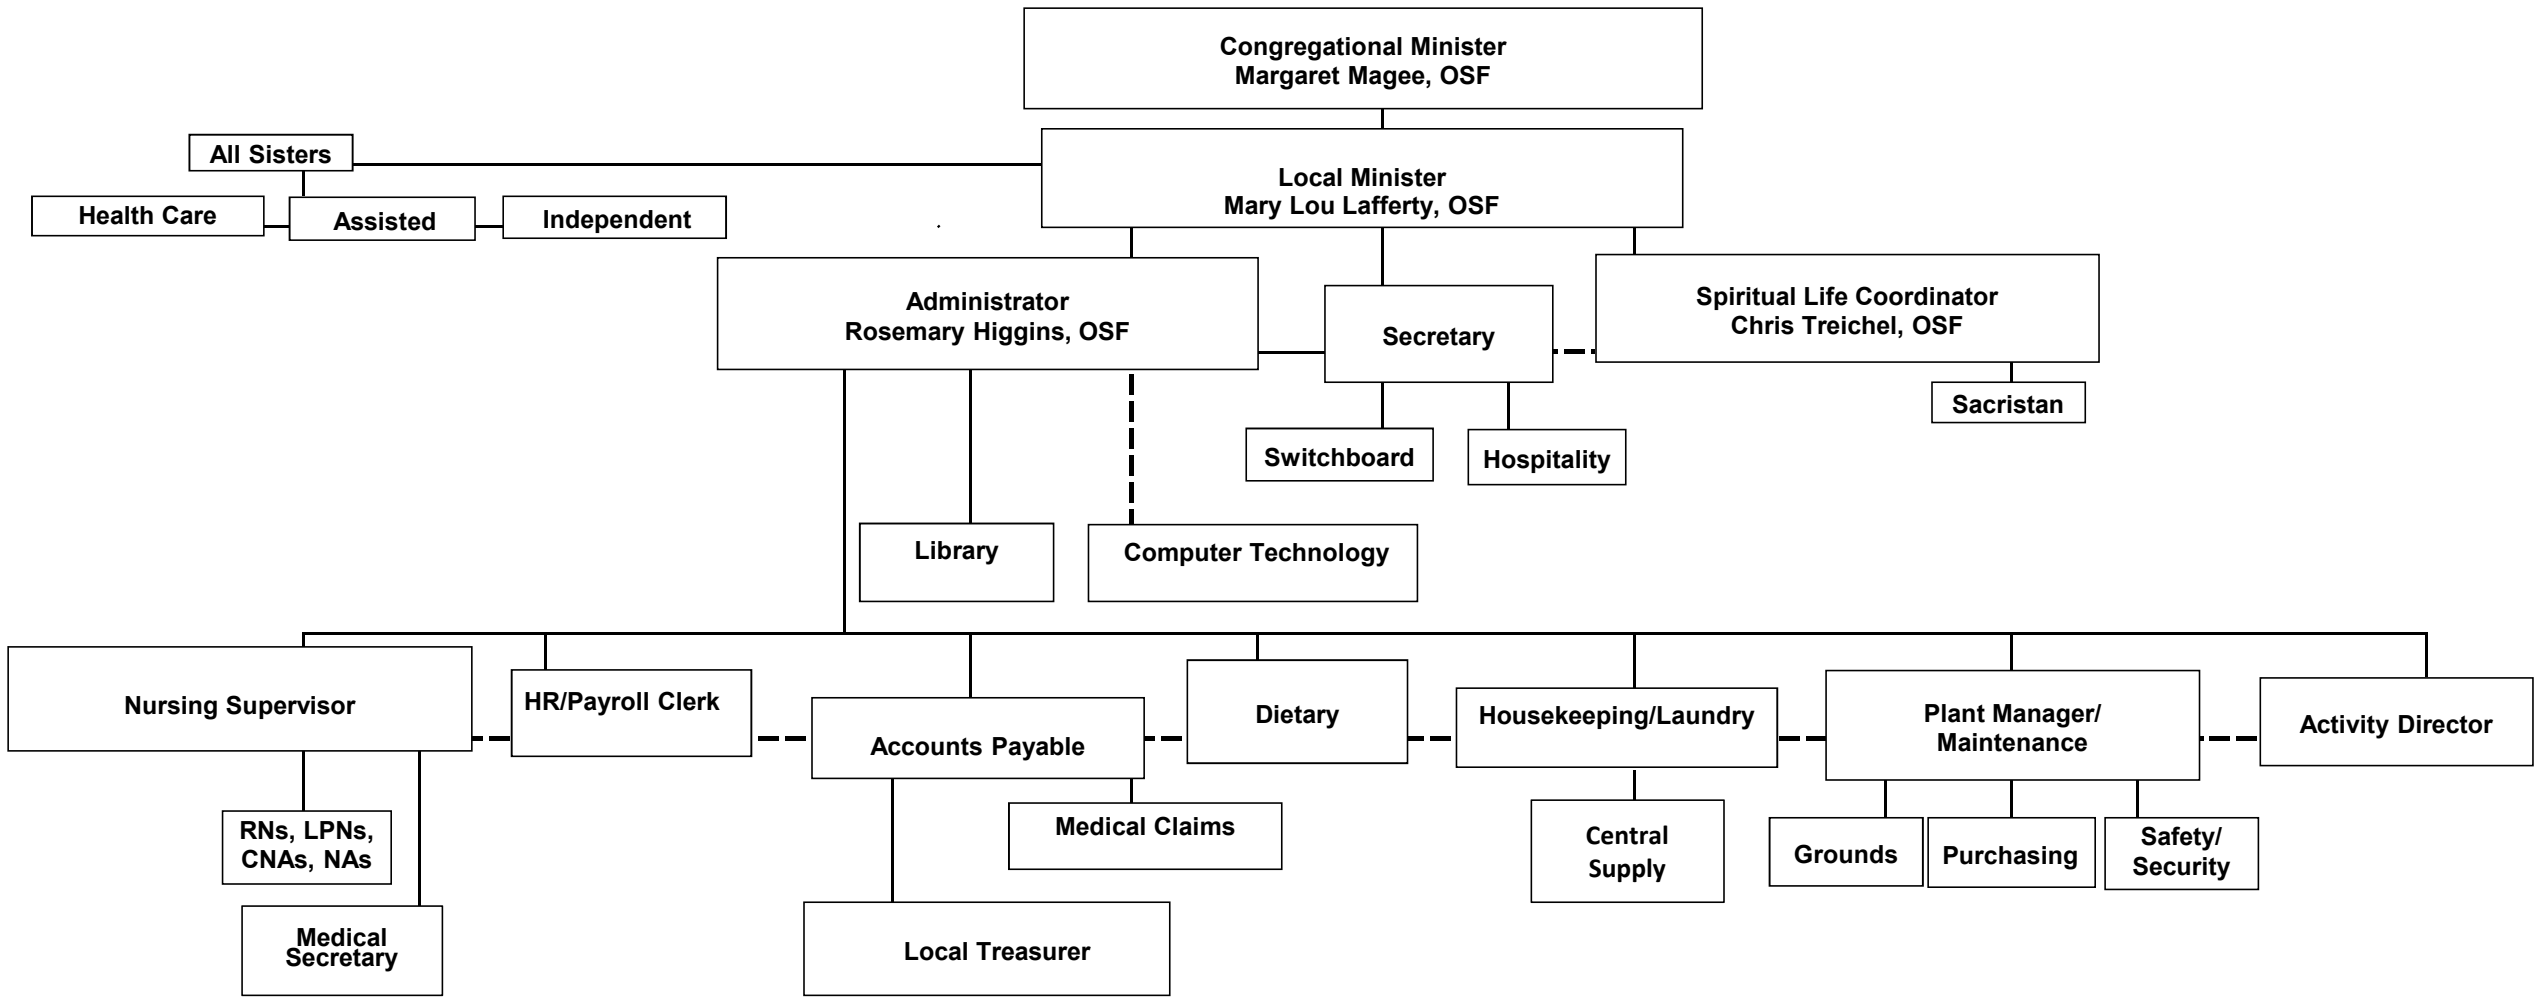 Congregational Minister
Margaret Magee, OSF
All Sisters
Local Minister
Mary Lou Lafferty, OSF
Health Care
Assisted
Independent
Administrator
Rosemary Higgins, OSF
Secretary
Spiritual Life Coordinator
Chris Treichel, OSF
Sacristan
Switchboard
Hospitality
Library
Computer Technology
Nursing Supervisor
HR/Payroll Clerk
Accounts Payable
Dietary
Housekeeping/Laundry
Plant Manager/
Maintenance
Activity Director
RNs, LPNs,
CNAs, NAs
Medical Claims
Central
Supply
Grounds
Purchasing
Safety/
Security
Medical
Secretary
Local Treasurer